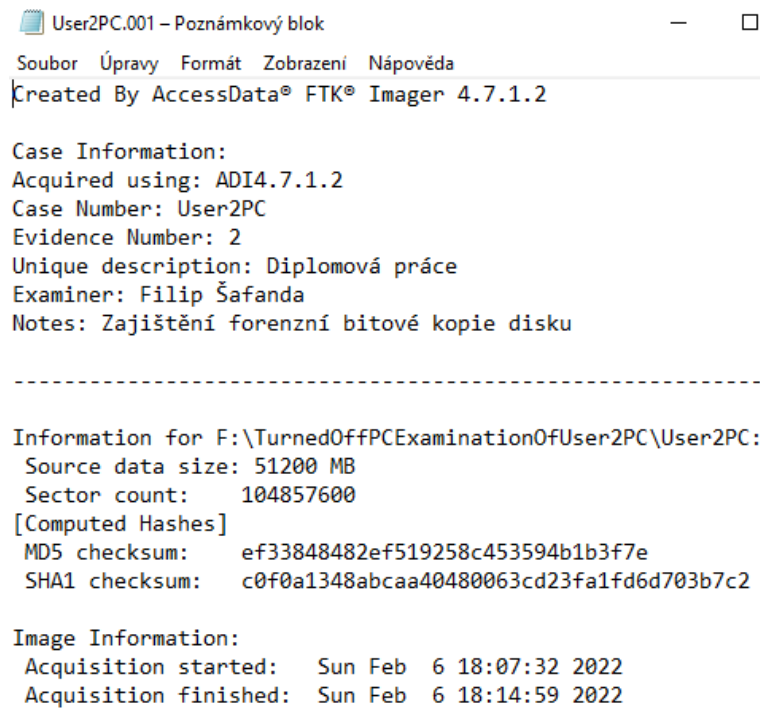 User2PC.001 – Poznámkový blok
Soubor Úpravy Formát Zobrazení Nápověda
Created By AccessData® FTK® Imager 4.7.1.2
Case Information:
Acquired using: ADI4.7.1.2
Case Number: User2PC
Evidence Number: 2
Unique description: Diplomová práce
Examiner: Filip Šafanda
Notes: Zajištění forenzní bitové kopie disku
-----------------------------------------------------------
Information for F:\TurnedOffPCExaminationOfUser2PC\User2PC:
Source data size: 51200 MB
Sector count: 104857600
[Computed Hashes]
MD5 checksum: ef33848482ef519258c453594b1b3f7e
SHA1 checksum: c0f0a1348abcaa40480063cd23fa1fd6d703b7c2
Image Information:
Acquisition started: Sun Feb 6 18:07:32 2022
Acquisition finished: Sun Feb 6 18:14:59 2022